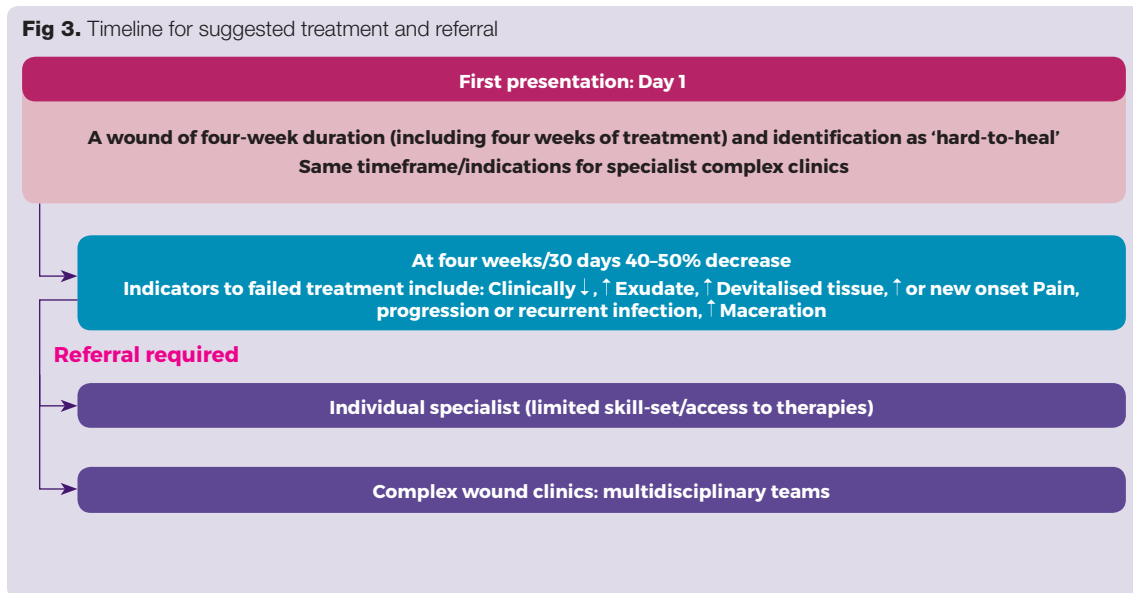 Fig 3. Timeline for suggested treatment and referral
First presentation: Day 1
A wound of four-week duration (including four weeks of treatment) and identification as ‘hard-to-heal’
Same timeframe/indications for specialist complex clinics
At four weeks/30 days 40–50% decrease
Indicators to failed treatment include: Clinically ↓, ↑ Exudate, ↑ Devitalised tissue, ↑ or new onset Pain,
progression or recurrent infection, ↑ Maceration
Referral required
Individual specialist (limited skill-set/access to therapies)
Complex wound clinics: multidisciplinary teams